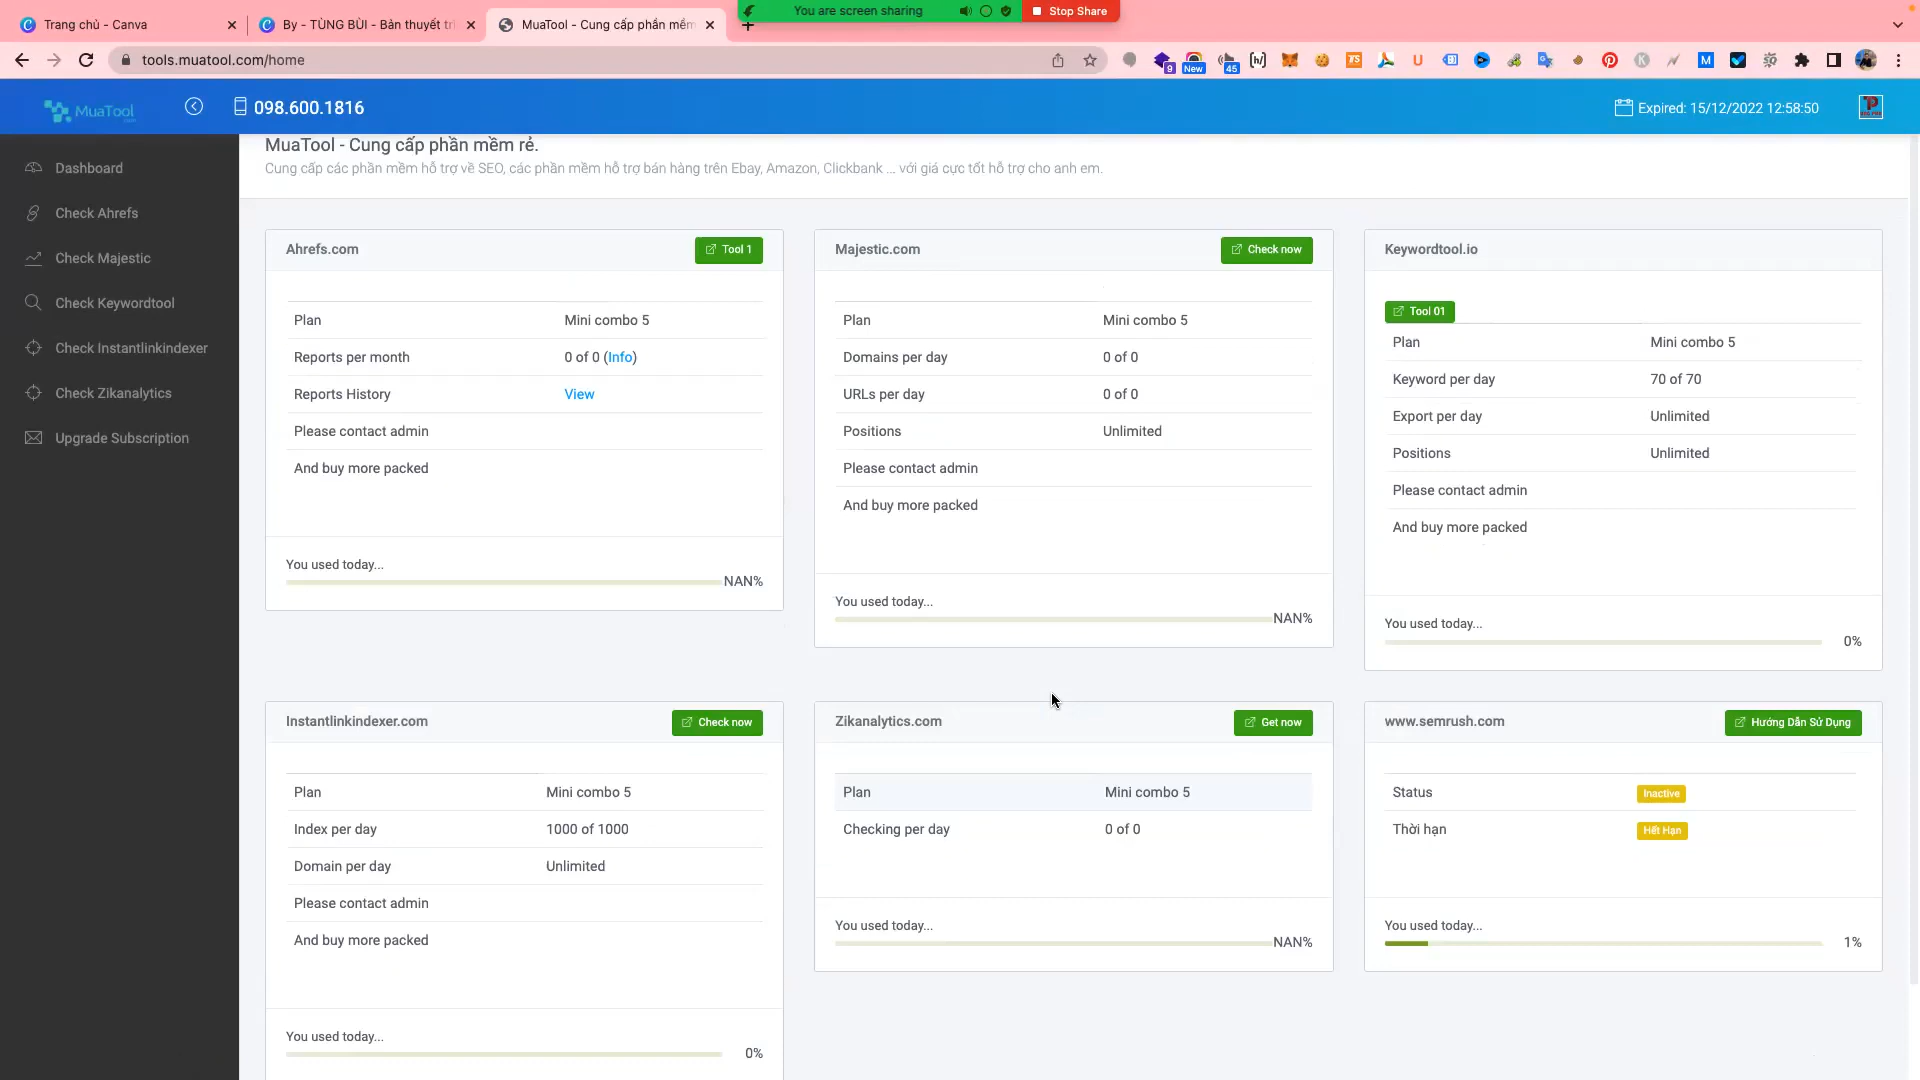 Trang chủ - Canva
By - TÙNG BÙI - Bản thuyết tri
MuaTool - Cung cấp phần mềm
You are screen sharing
Stop Share
tools.muatool.com/home
9
New
45
MuaTool
098.600.1816
Expired: 15/12/2022 12:58:50
Dashboard
Check Ahrefs
Check Majestic
Check Keywordtool
Check Instantlinkindexer
Check Zikanalytics
Upgrade Subscription
MuaTool - Cung cấp phần mềm rẻ.
Cung cấp các phần mềm hỗ trợ về SEO, các phần mềm hỗ trợ bán hàng trên Ebay, Amazon, Clickbank ... với giá cực tốt hỗ trợ cho anh em.
Ahrefs.com
Tool 1
Plan Mini combo 5
Reports per month 0 of 0 (Info)
Reports History View
Please contact admin
And buy more packed
You used today...
NAN%
Majestic.com
Check now
Plan Mini combo 5
Domains per day 0 of 0
URLs per day 0 of 0
Positions Unlimited
Please contact admin
And buy more packed
You used today...
NAN%
Keywordtool.io
Tool 01
Plan Mini combo 5
Keyword per day 70 of 70
Export per day Unlimited
Positions Unlimited
Please contact admin
And buy more packed
You used today...
0%
Instantlinkindexer.com
Check now
Plan Mini combo 5
Index per day 1000 of 1000
Domain per day Unlimited
Please contact admin
And buy more packed
You used today...
0%
Zikanalytics.com
Get now
Plan Mini combo 5
Checking per day 0 of 0
You used today...
NAN%
www.semrush.com
Hướng Dẫn Sử Dụng
Status Inactive
Thời hạn Hết Hạn
You used today...
1%